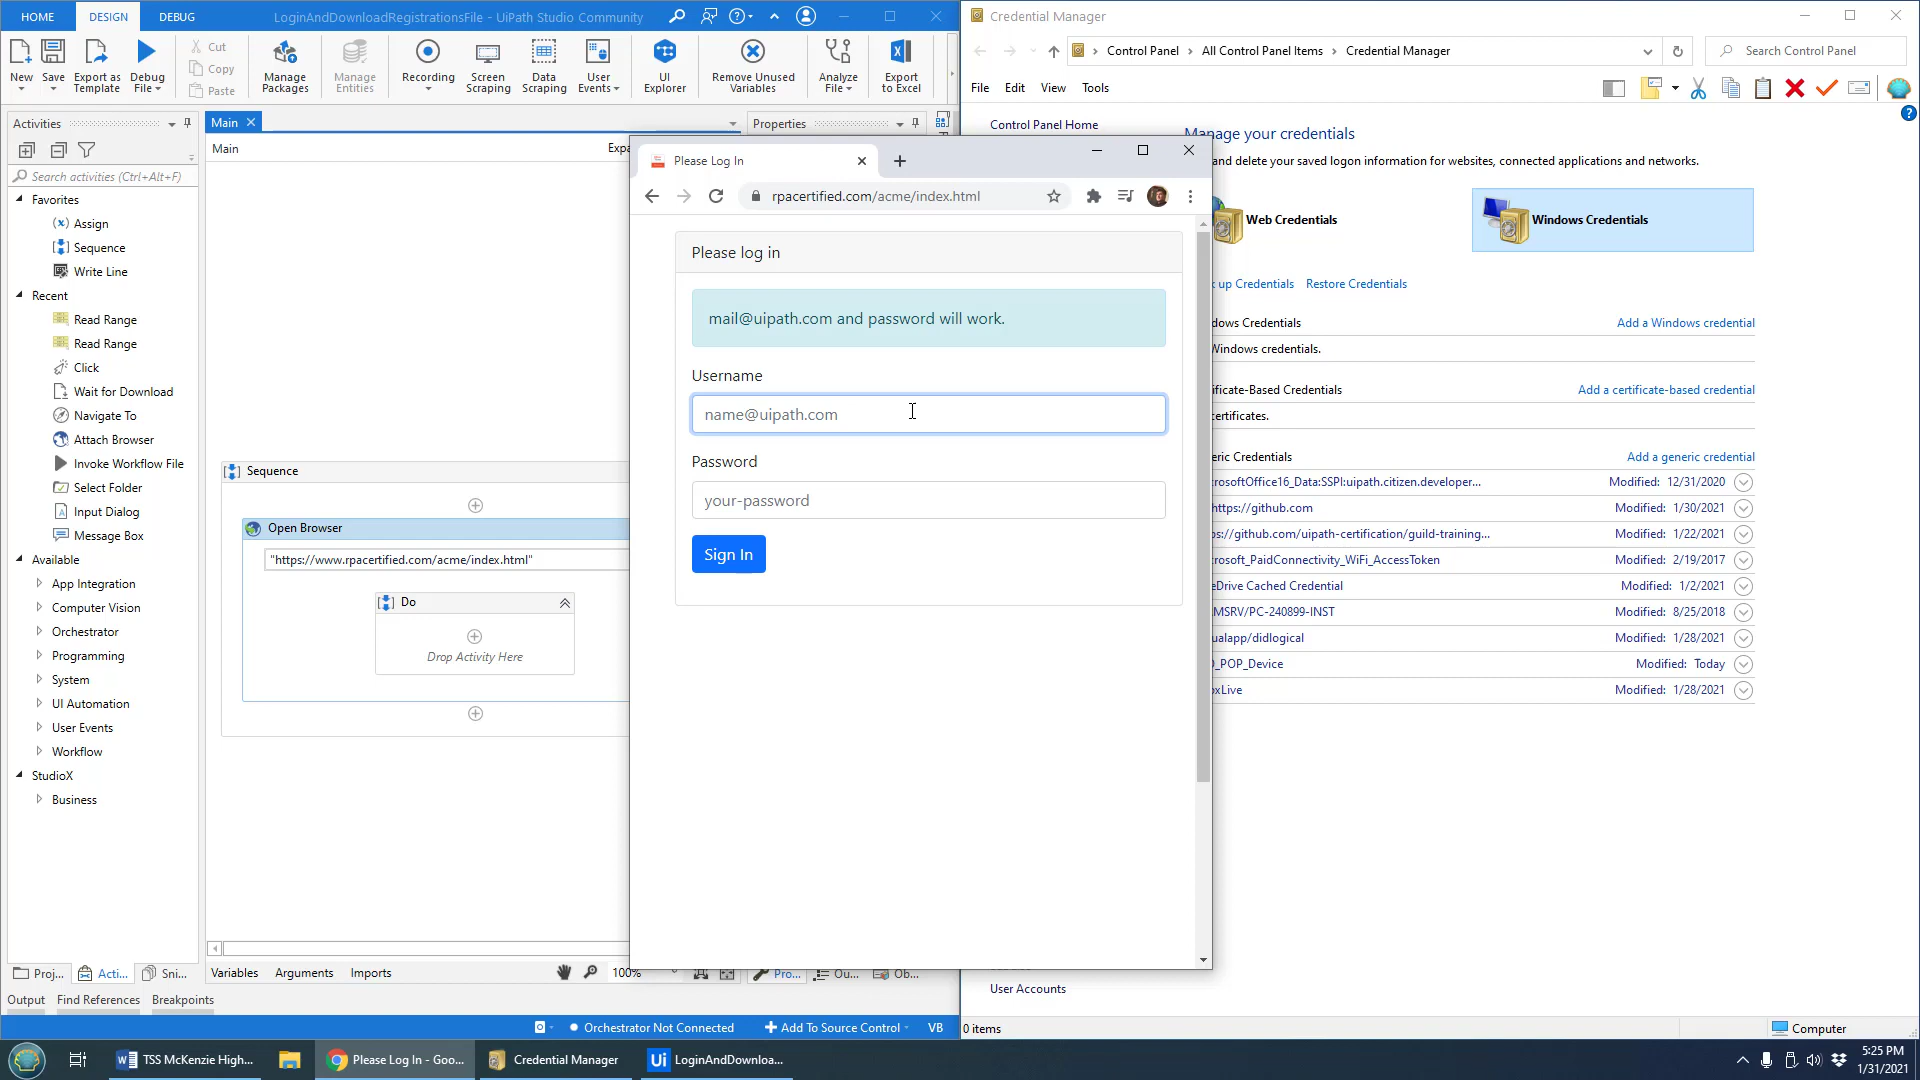 HOME
DESIGN
DEBUG
LoginAndDownloadRegistrationsFile - UiPath Studio Community
New
Save
Export as Template
Debug File
Cut
Copy
Paste
Manage Packages
Manage Entities
Recording
Screen Scraping
Data Scraping
User Events
UI Explorer
Remove Unused Variables
Analyze File
Export to Excel
Activities
Search activities (Ctrl+Alt+F)
Favorites
Assign
Sequence
Write Line
Recent
Read Range
Read Range
Click
Wait for Download
Navigate To
Attach Browser
Invoke Workflow File
Select Folder
Input Dialog
Message Box
Available
App Integration
Computer Vision
Orchestrator
Programming
System
UI Automation
User Events
Workflow
StudioX
Business
Proj...
Acti...
Sni...
Main
Main
Expa
Properties
Sequence
Open Browser
"https://www.rpacertified.com/acme/index.html"
Do
Drop Activity Here
Variables
Arguments
Imports
100%
Pro...
Ou...
Ob...
Output
Find References
Breakpoints
Orchestrator Not Connected
Add To Source Control
VB
Please Log In
rpacertified.com/acme/index.html
Please log in
mail@uipath.com and password will work.
Username
name@uipath.com
Password
your-password
Sign In
Credential Manager
Control Panel
All Control Panel Items
Credential Manager
Search Control Panel
File
Edit
View
Tools
Control Panel Home
Manage your credentials
and delete your saved logon information for websites, connected applications and networks.
Web Credentials
Windows Credentials
k up Credentials
Restore Credentials
dows Credentials
Add a Windows credential
Windows credentials.
ificate-Based Credentials
Add a certificate-based credential
certificates.
eric Credentials
Add a generic credential
rosoftOffice16_Data:SSPI:uipath.citizen.developer...
Modified: 12/31/2020
https://github.com
Modified: 1/30/2021
ps://github.com/uipath-certification/guild-training...
Modified: 1/22/2021
rosoft_PaidConnectivity_WiFi_AccessToken
Modified: 2/19/2017
eDrive Cached Credential
Modified: 1/2/2021
MSRV/PC-240899-INST
Modified: 8/25/2018
ualapp/didlogical
Modified: 1/28/2021
_POP_Device
Modified: Today
oxLive
Modified: 1/28/2021
User Accounts
0 items
Computer
TSS McKenzie High...
Please Log In - Goo...
Credential Manager
Ui
LoginAndDownloa...
5:25 PM
1/31/2021